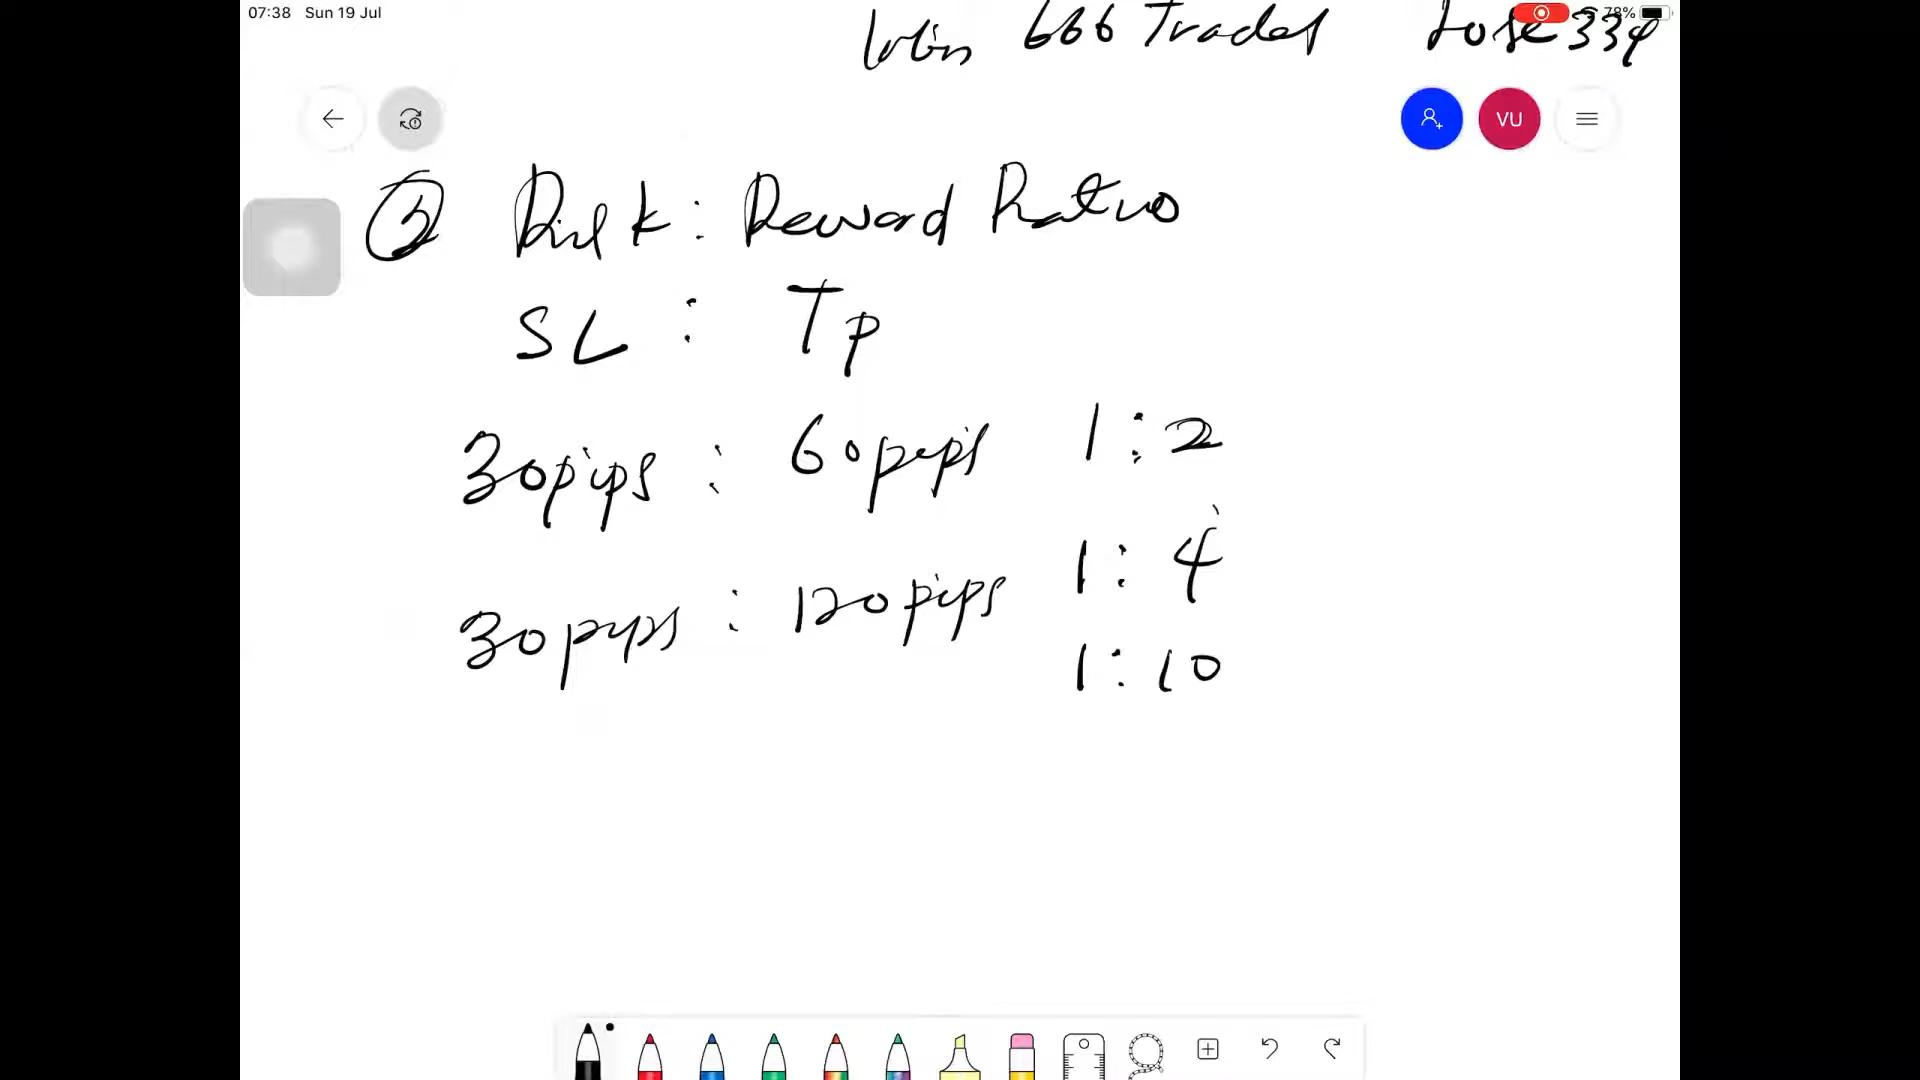 07:38 Sun 19 Jul 78%
Win 666 Trades Lose 334
VU
Risk : Reward Ratio
SL : Tp
30pips : 60pips 1 : 2
30pips : 120pips 1 : 4
1 : 10